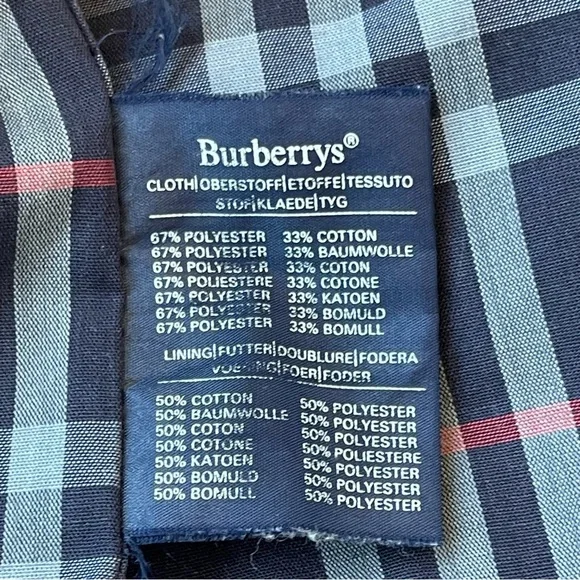 Burberrys®
CLOTH|OBERSTOFF|ETOFFE|TESSUTO
STOF|KLAEDE|TYG
67% POLYESTER 33% COTTON
67% POLYESTER 33% BAUMWOLLE
67% POLYESTER 33% COTON
67% POLIESTERE 33% COTONE
67% POLYESTER 33% KATOEN
67% POLYESTER 33% BOMULD
67% POLYESTER 33% BOMULL
LINING|FUTTER|DOUBLURE|FODERA
VOERING|FOER|FODER
50% COTTON 50% POLYESTER
50% BAUMWOLLE 50% POLYESTER
50% COTON 50% POLYESTER
50% COTONE 50% POLIESTERE
50% KATOEN 50% POLYESTER
50% BOMULD 50% POLYESTER
50% BOMULL 50% POLYESTER